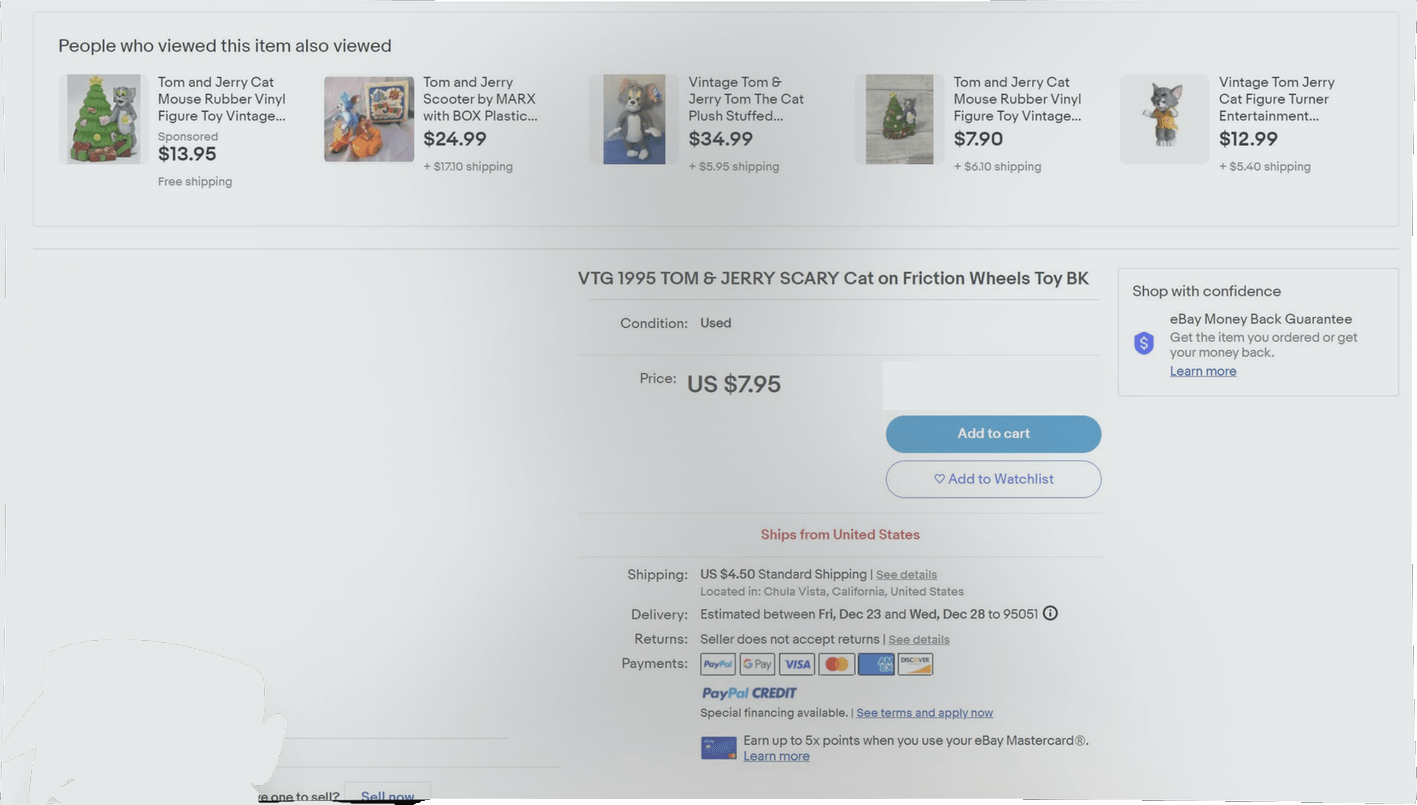 People who viewed this item also viewed
Tom and Jerry Cat
Mouse Rubber Vinyl
Figure Toy Vintage...
Sponsored
$13.95
Free shipping
Tom and Jerry
Scooter by MARX
with BOX Plastic...
$24.99
+ $17.10 shipping
Vintage Tom &
Jerry Tom The Cat
Plush Stuffed...
$34.99
+ $5.95 shipping
Tom and Jerry Cat
Mouse Rubber Vinyl
Figure Toy Vintage...
$7.90
+ $6.10 shipping
Vintage Tom Jerry
Cat Figure Turner
Entertainment...
$12.99
+ $5.40 shipping
VTG 1995 TOM & JERRY SCARY Cat on Friction Wheels Toy BK
Condition: Used
Price: US $7.95
Add to cart
Add to Watchlist
Ships from United States
Shipping: US $4.50 Standard Shipping | See details
Located in: Chula Vista, California, United States
Delivery: Estimated between Fri, Dec 23 and Wed, Dec 28 to 95051
Returns: Seller does not accept returns | See details
Payments: PayPal G Pay VISA AMEX DISCOVER
PayPal CREDIT
Special financing available. | See terms and apply now
Earn up to 5x points when you use your eBay Mastercard®.
Learn more
Shop with confidence
eBay Money Back Guarantee
Get the item you ordered or get
your money back.
Learn more
one to sell? Sell now